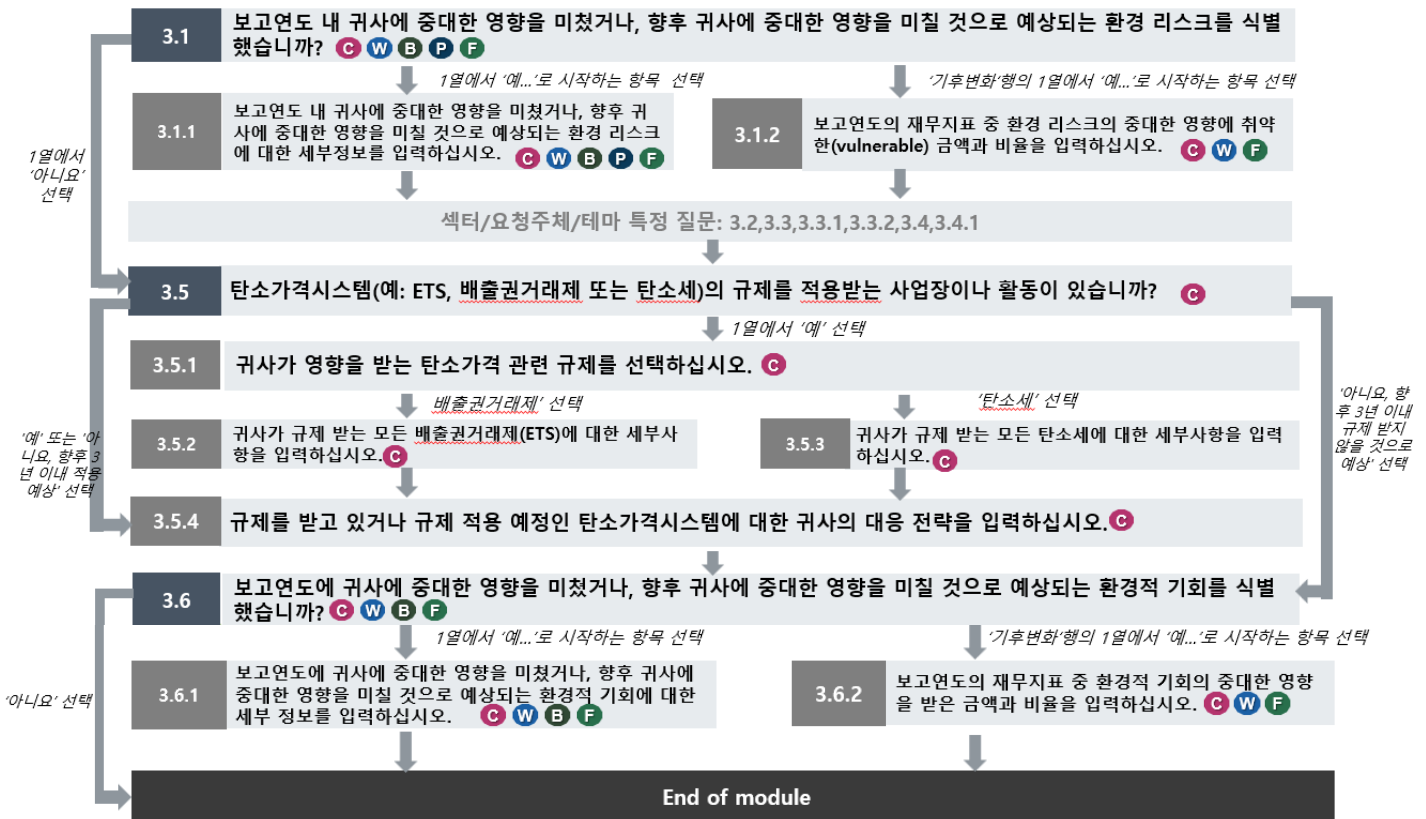 3.1
보고연도 내 귀사에 중대한 영향을 미쳤거나, 향후 귀사에 중대한 영향을 미칠 것으로 예상되는 환경 리스크를 식별
했습니까? C W B P F
1열에서 ‘예...’로 시작하는 항목 선택
‘기후변화’행의 1열에서 ‘예...’로 시작하는 항목 선택
3.1.1
보고연도 내 귀사에 중대한 영향을 미쳤거나, 향후 귀
사에 중대한 영향을 미칠 것으로 예상되는 환경 리스크
에 대한 세부정보를 입력하십시오. C W B P F
3.1.2
보고연도의 재무지표 중 환경 리스크의 중대한 영향에 취약
한(vulnerable) 금액과 비율을 입력하십시오. C W F
1열에서
‘아니요’
선택
섹터/요청주체/테마 특정 질문: 3.2,3.3,3.3.1,3.3.2,3.4,3.4.1
3.5
탄소가격시스템(예: ETS, 배출권거래제 또는 탄소세)의 규제를 적용받는 사업장이나 활동이 있습니까? C
1열에서 ‘예’ 선택
3.5.1
귀사가 영향을 받는 탄소가격 관련 규제를 선택하십시오. C
배출권거래제’ 선택
‘탄소세’ 선택
3.5.2
귀사가 규제 받는 모든 배출권거래제(ETS)에 대한 세부사
항을 입력하십시오. C
3.5.3
귀사가 규제 받는 모든 탄소세에 대한 세부사항을 입력
하십시오. C
'예' 또는 '아
니요, 향후 3
년 이내 적용
예상' 선택
'아니요, 향
후 3년 이내
규제 받지
않을 것으로
예상' 선택
3.5.4
규제를 받고 있거나 규제 적용 예정인 탄소가격시스템에 대한 귀사의 대응 전략을 입력하십시오. C
3.6
보고연도에 귀사에 중대한 영향을 미쳤거나, 향후 귀사에 중대한 영향을 미칠 것으로 예상되는 환경적 기회를 식별
했습니까? C W B F
1열에서 ‘예...’로 시작하는 항목 선택
‘기후변화’행의 1열에서 ‘예...’로 시작하는 항목 선택
3.6.1
보고연도에 귀사에 중대한 영향을 미쳤거나, 향후 귀사에
중대한 영향을 미칠 것으로 예상되는 환경적 기회에 대한
세부 정보를 입력하십시오. C W B F
3.6.2
보고연도의 재무지표 중 환경적 기회의 중대한 영향
을 받은 금액과 비율을 입력하십시오. C W F
‘아니요’ 선택
End of module